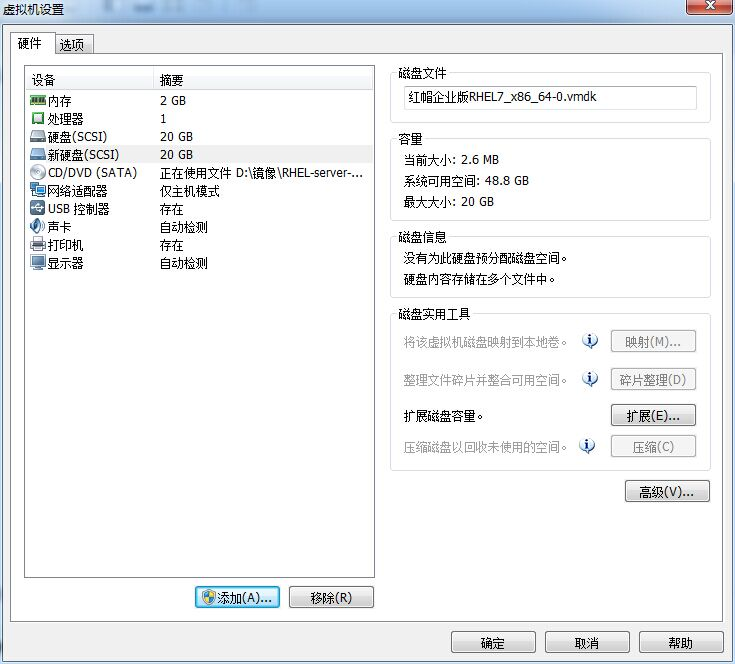 虚拟机设置
硬件 选项
设备 摘要
内存 2 GB
处理器 1
硬盘(SCSI) 20 GB
新硬盘(SCSI) 20 GB
CD/DVD (SATA) 正在使用文件 D:\镜像\RHEL-server-...
网络适配器 仅主机模式
USB 控制器 存在
声卡 自动检测
打印机 存在
显示器 自动检测
添加(A)... 移除(R)
磁盘文件
红帽企业版RHEL7_x86_64-0.vmdk
容量
当前大小: 2.6 MB
系统可用空间: 48.8 GB
最大大小: 20 GB
磁盘信息
没有为此硬盘预分配磁盘空间。
硬盘内容存储在多个文件中。
磁盘实用工具
将该虚拟机磁盘映射到本地卷。 映射(M)...
整理文件碎片并整合可用空间。 碎片整理(D)
扩展磁盘容量。 扩展(E)...
压缩磁盘以回收未使用的空间。 压缩(C)
高级(V)...
确定 取消 帮助